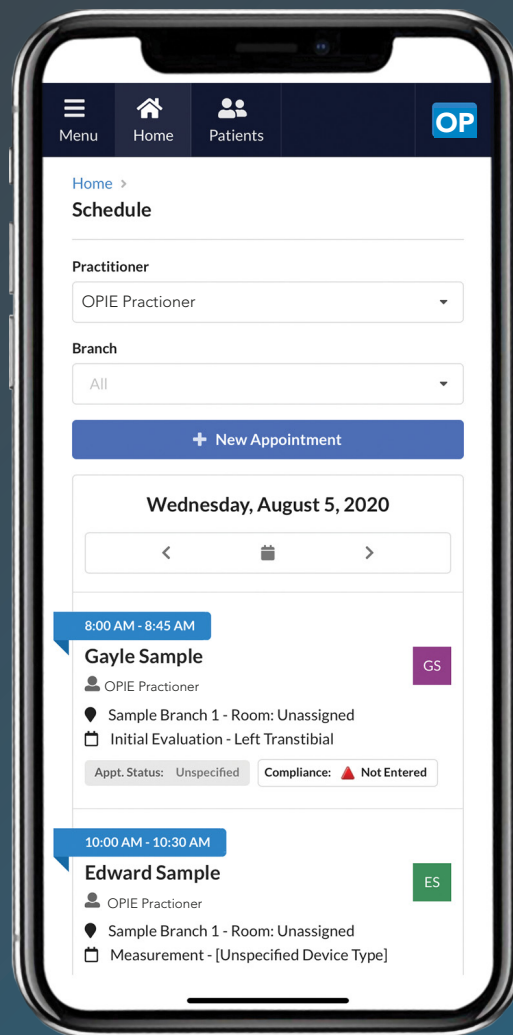 Menu Home Patients OP
Home >
Schedule
Practitioner
OPIE Practioner
Branch
All
+ New Appointment
Wednesday, August 5, 2020
8:00 AM - 8:45 AM
Gayle Sample GS
OPIE Practioner
Sample Branch 1 - Room: Unassigned
Initial Evaluation - Left Transtibial
Appt. Status: Unspecified Compliance: Not Entered
10:00 AM - 10:30 AM
Edward Sample ES
OPIE Practioner
Sample Branch 1 - Room: Unassigned
Measurement - [Unspecified Device Type]